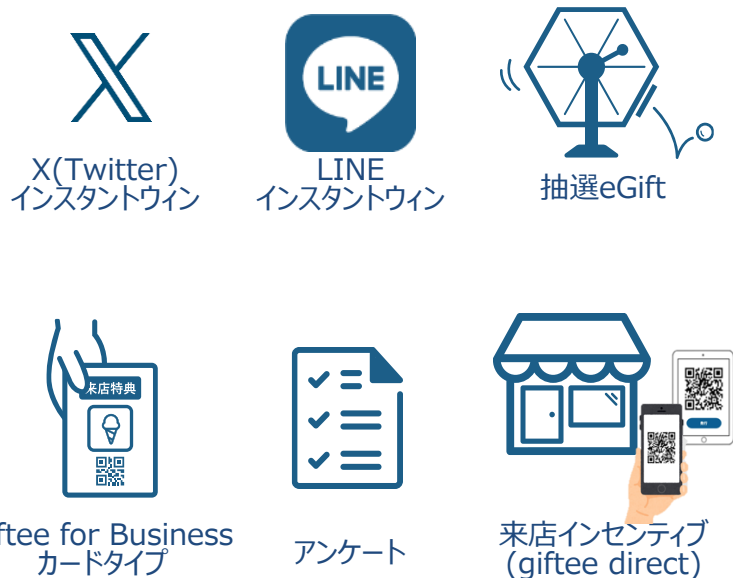 X(Twitter)
インスタントウィン
LINE
LINE
インスタントウィン
抽選eGift
来店特典
ftee for Business
カードタイプ
アンケート
来店インセンティブ
(giftee direct)